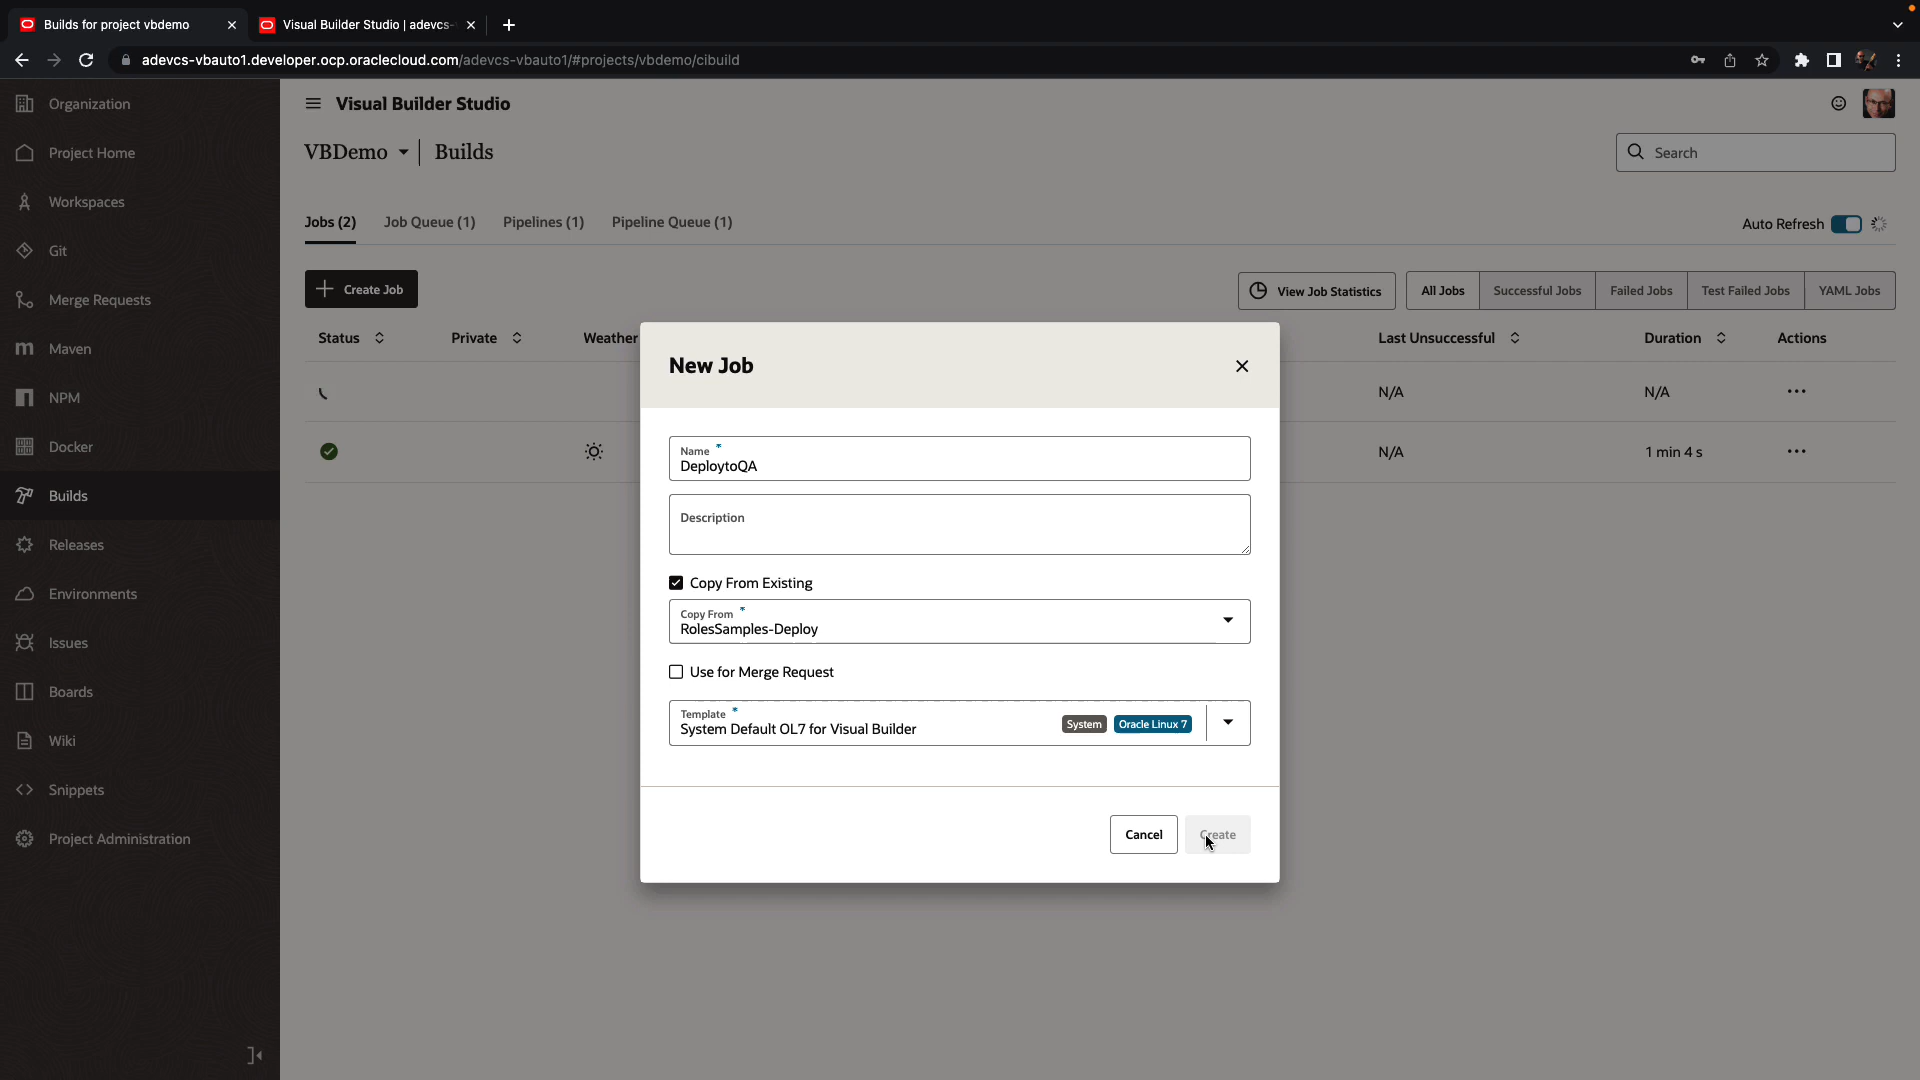 Builds for project vbdemo
Visual Builder Studio | adevcs-
adevcs-vbauto1.developer.ocp.oraclecloud.com/adevcs-vbauto1/#projects/vbdemo/cibuild
Organization
Project Home
Workspaces
Git
Merge Requests
Maven
NPM
Docker
Builds
Releases
Environments
Issues
Boards
Wiki
Snippets
Project Administration
Visual Builder Studio
VBDemo | Builds
Search
Jobs (2) Job Queue (1) Pipelines (1) Pipeline Queue (1)
Auto Refresh
Create Job
View Job Statistics
All Jobs Successful Jobs Failed Jobs Test Failed Jobs YAML Jobs
Status Private Weather Last Unsuccessful Duration Actions
N/A N/A
N/A 1 min 4 s
New Job
Name *
DeploytoQA
Description
Copy From Existing
Copy From *
RolesSamples-Deploy
Use for Merge Request
Template *
System Default OL7 for Visual Builder System Oracle Linux 7
Cancel Create